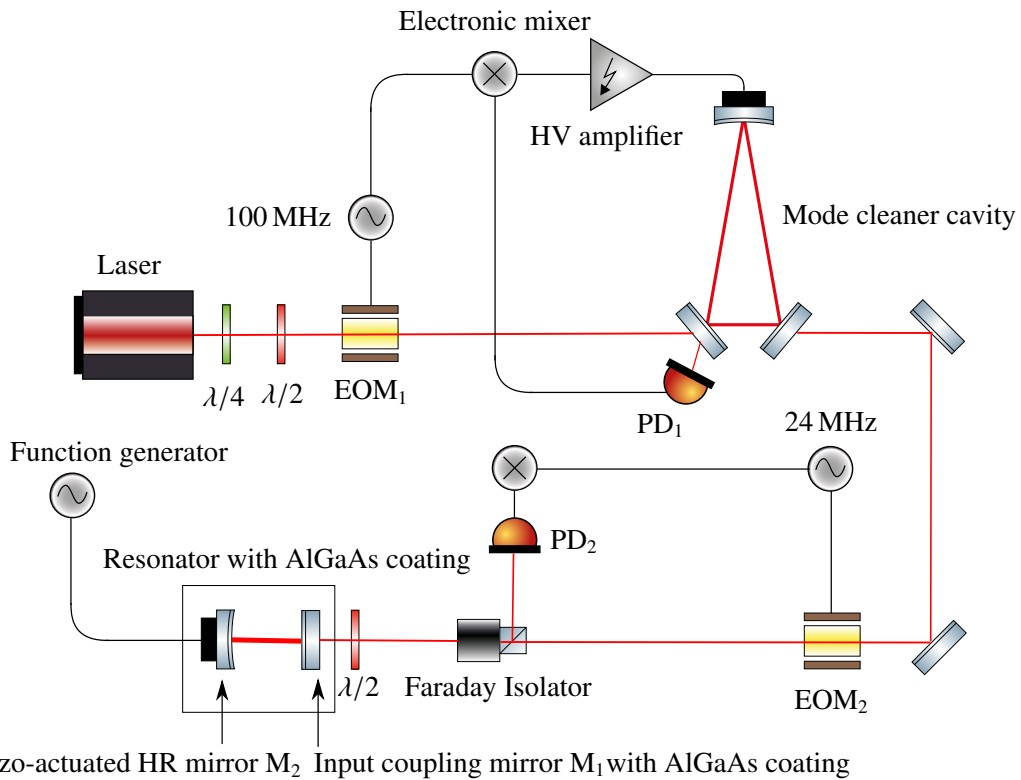 Electronic mixer
HV amplifier
100 MHz
Mode cleaner cavity
Laser
λ/4
λ/2
EOM₁
PD₁
24 MHz
Function generator
PD₂
Resonator with AlGaAs coating
λ/2
Faraday Isolator
EOM₂
zo-actuated HR mirror M₂ Input coupling mirror M₁with AlGaAs coating